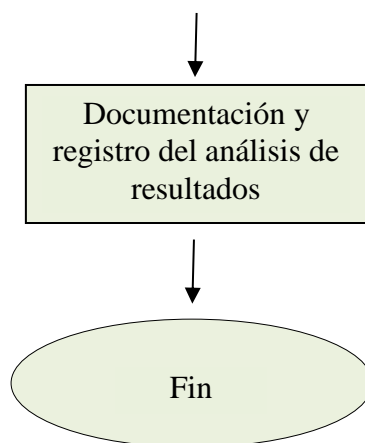 Documentación y
registro del análisis de
resultados
Fin